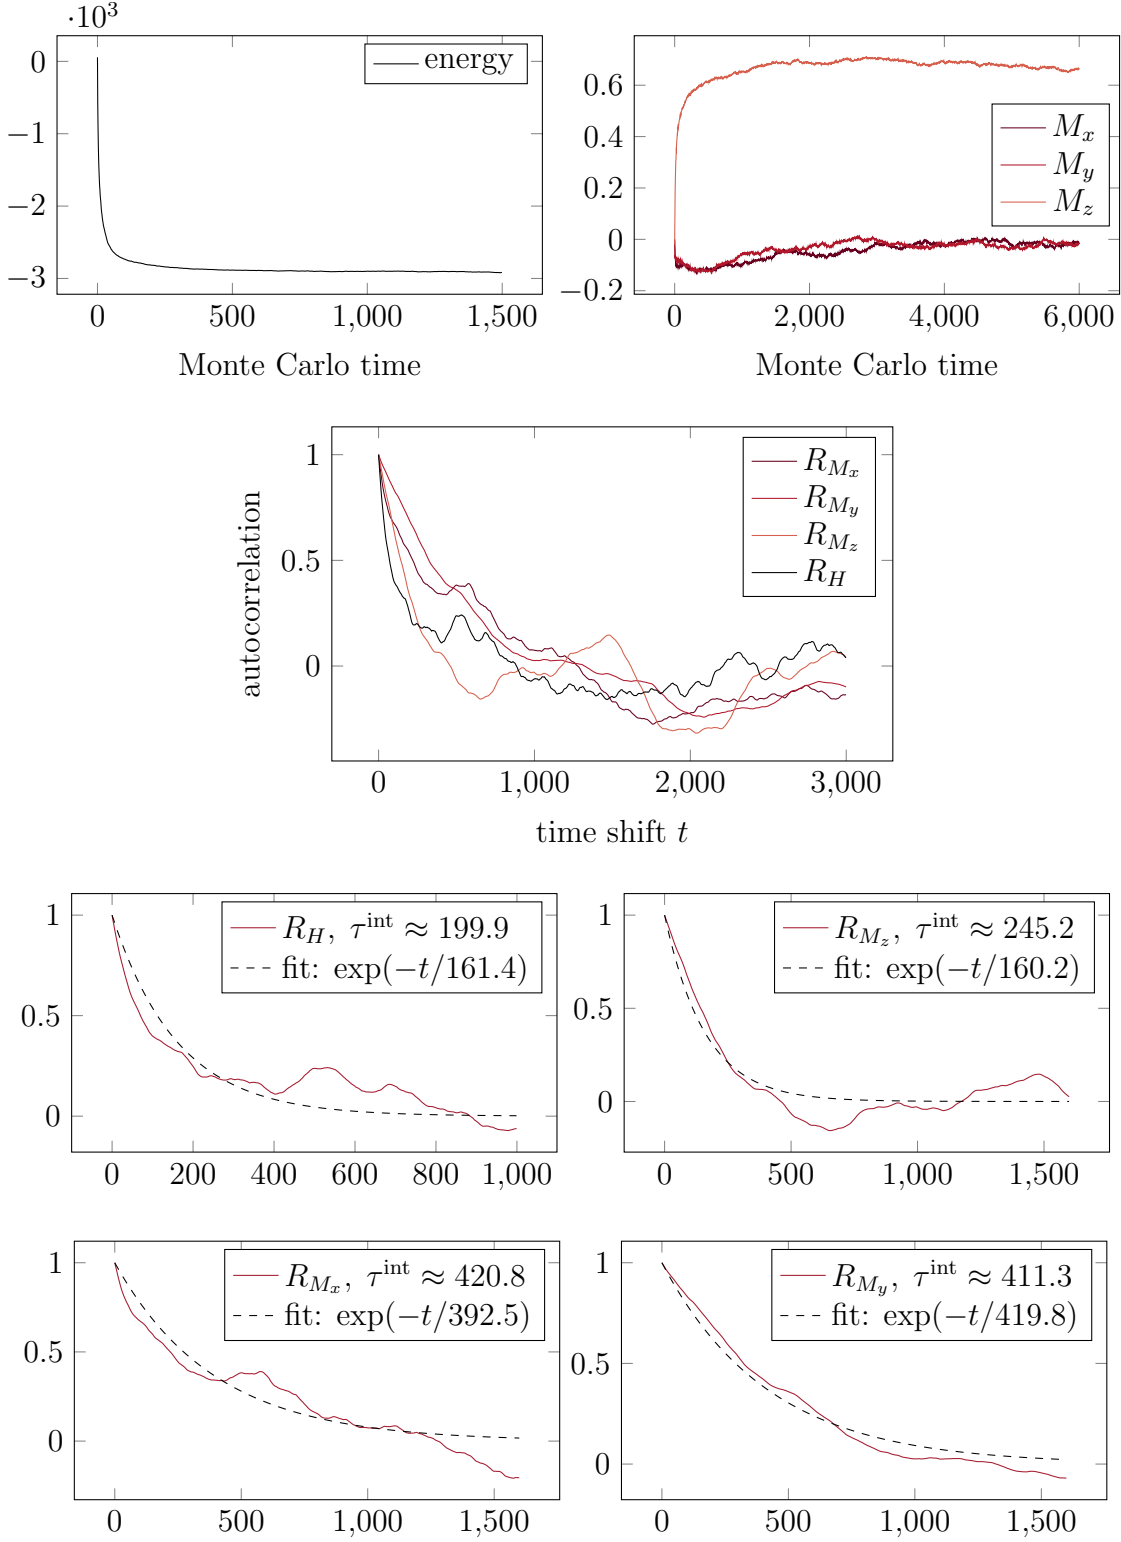 ·10³
0
−1
−2
−3
0 500 1,000 1,500
Monte Carlo time
energy
0.6
0.4
0.2
0
−0.2
0 2,000 4,000 6,000
Monte Carlo time
M_x
M_y
M_z
1
0.5
0
autocorrelation
0 1,000 2,000 3,000
time shift t
R_{M_x}
R_{M_y}
R_{M_z}
R_H
1
0.5
0
0 200 400 600 800 1,000
R_H, τ^int ≈ 199.9
fit: exp(−t/161.4)
1
0.5
0
0 500 1,000 1,500
R_{M_z}, τ^int ≈ 245.2
fit: exp(−t/160.2)
1
0.5
0
0 500 1,000 1,500
R_{M_x}, τ^int ≈ 420.8
fit: exp(−t/392.5)
1
0.5
0
0 500 1,000 1,500
R_{M_y}, τ^int ≈ 411.3
fit: exp(−t/419.8)